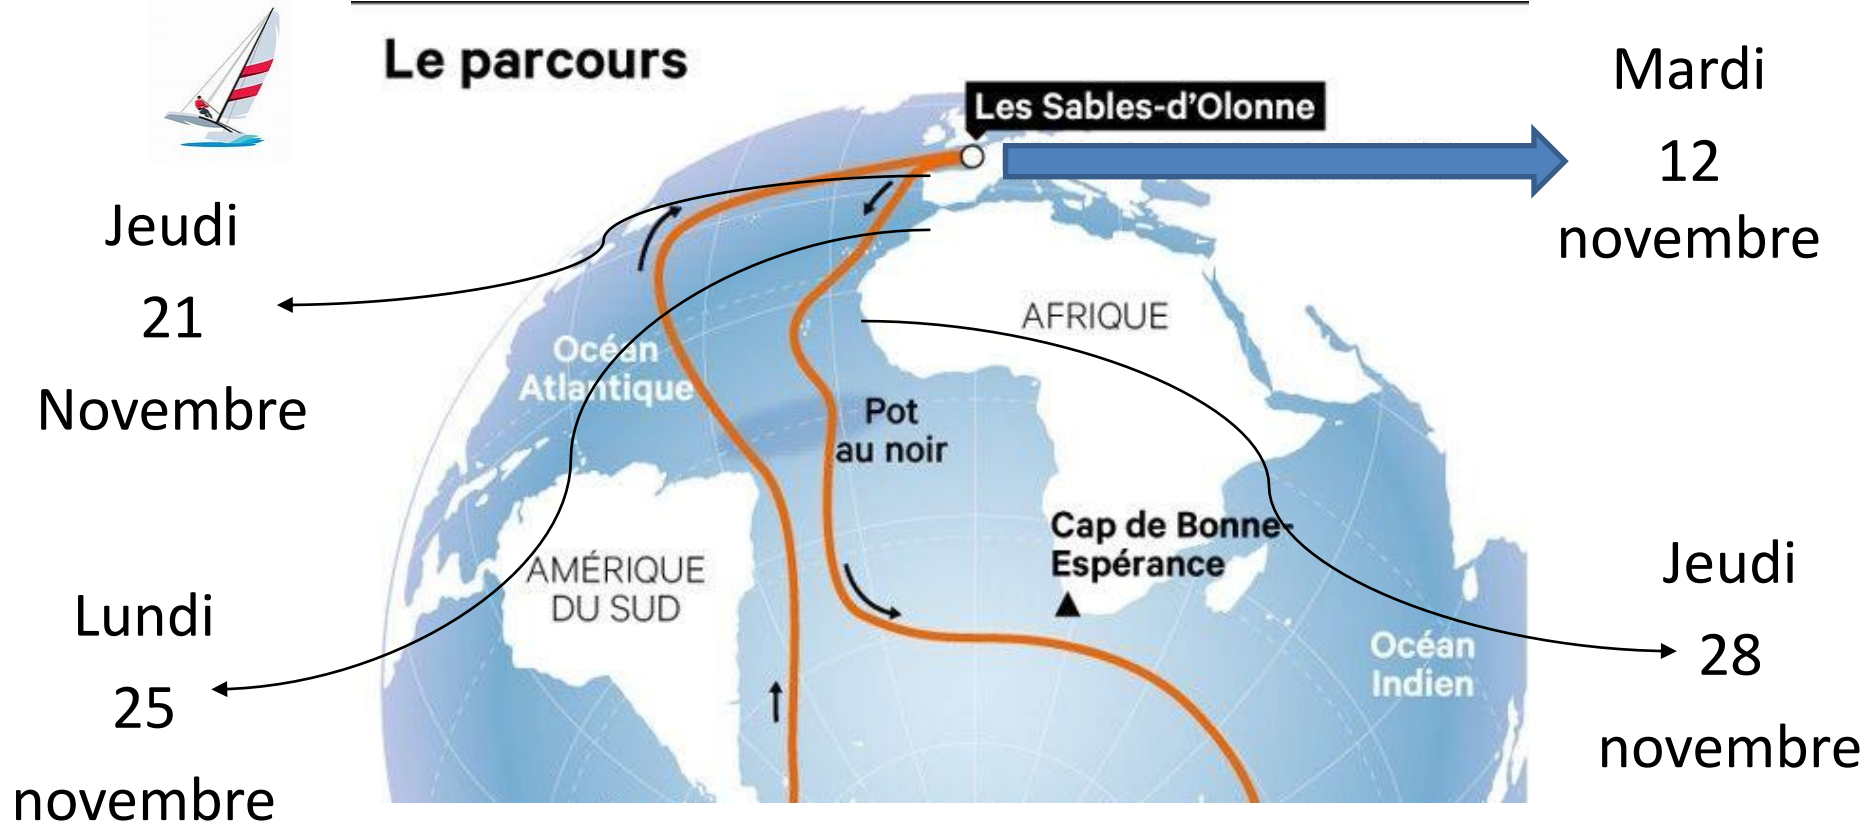 Le parcours
Les Sables-d'Olonne
Mardi
12
novembre
Jeudi
21
Novembre
AFRIQUE
Océan
Atlantique
Pot
au noir
Cap de Bonne-
Espérance
AMÉRIQUE
DU SUD
Lundi
25
novembre
Océan
Indien
Jeudi
28
novembre